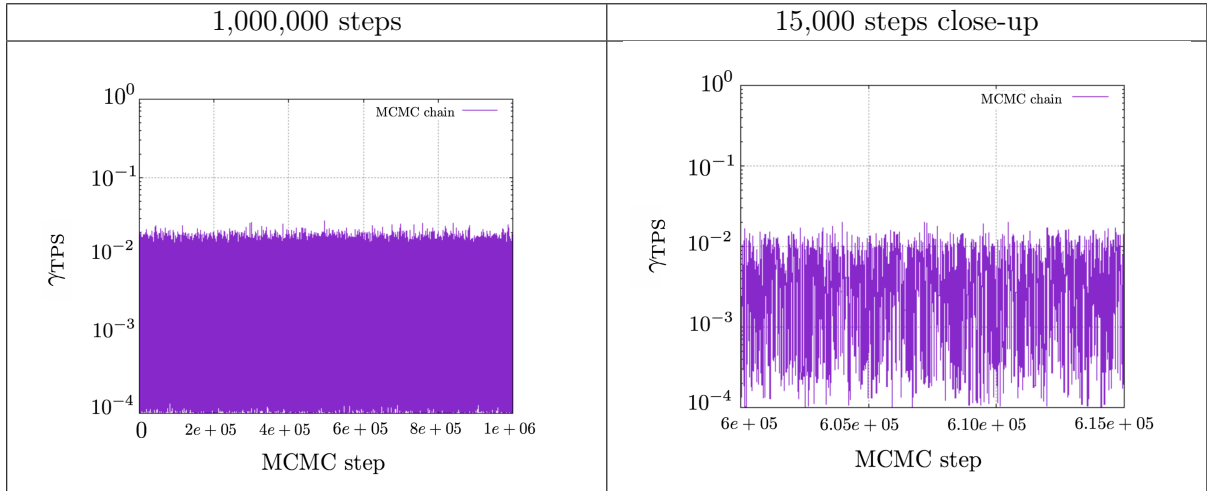 1,000,000 steps
15,000 steps close-up
10^0
MCMC chain
10^-1
10^-2
10^-3
10^-4
γTPS
0
2e + 05
4e + 05
6e + 05
8e + 05
1e + 06
MCMC step
10^0
MCMC chain
10^-1
10^-2
10^-3
10^-4
γTPS
6e + 05
6.05e + 05
6.10e + 05
6.15e + 05
MCMC step